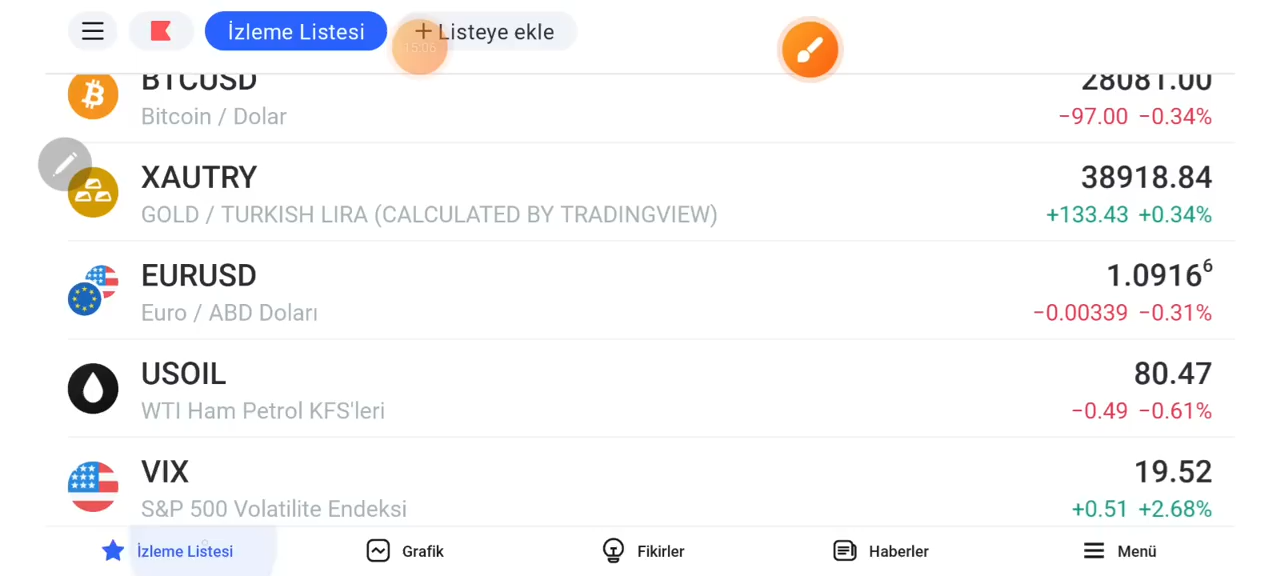 İzleme Listesi
+ Listeye ekle
15:06
BTCUSD 28081.00
Bitcoin / Dolar −97.00 −0.34%
XAUTRY 38918.84
GOLD / TURKISH LIRA (CALCULATED BY TRADINGVIEW) +133.43 +0.34%
EURUSD 1.0916⁶
Euro / ABD Doları −0.00339 −0.31%
USOIL 80.47
WTI Ham Petrol KFS'leri −0.49 −0.61%
VIX 19.52
S&P 500 Volatilite Endeksi +0.51 +2.68%
İzleme Listesi Grafik Fikirler Haberler Menü